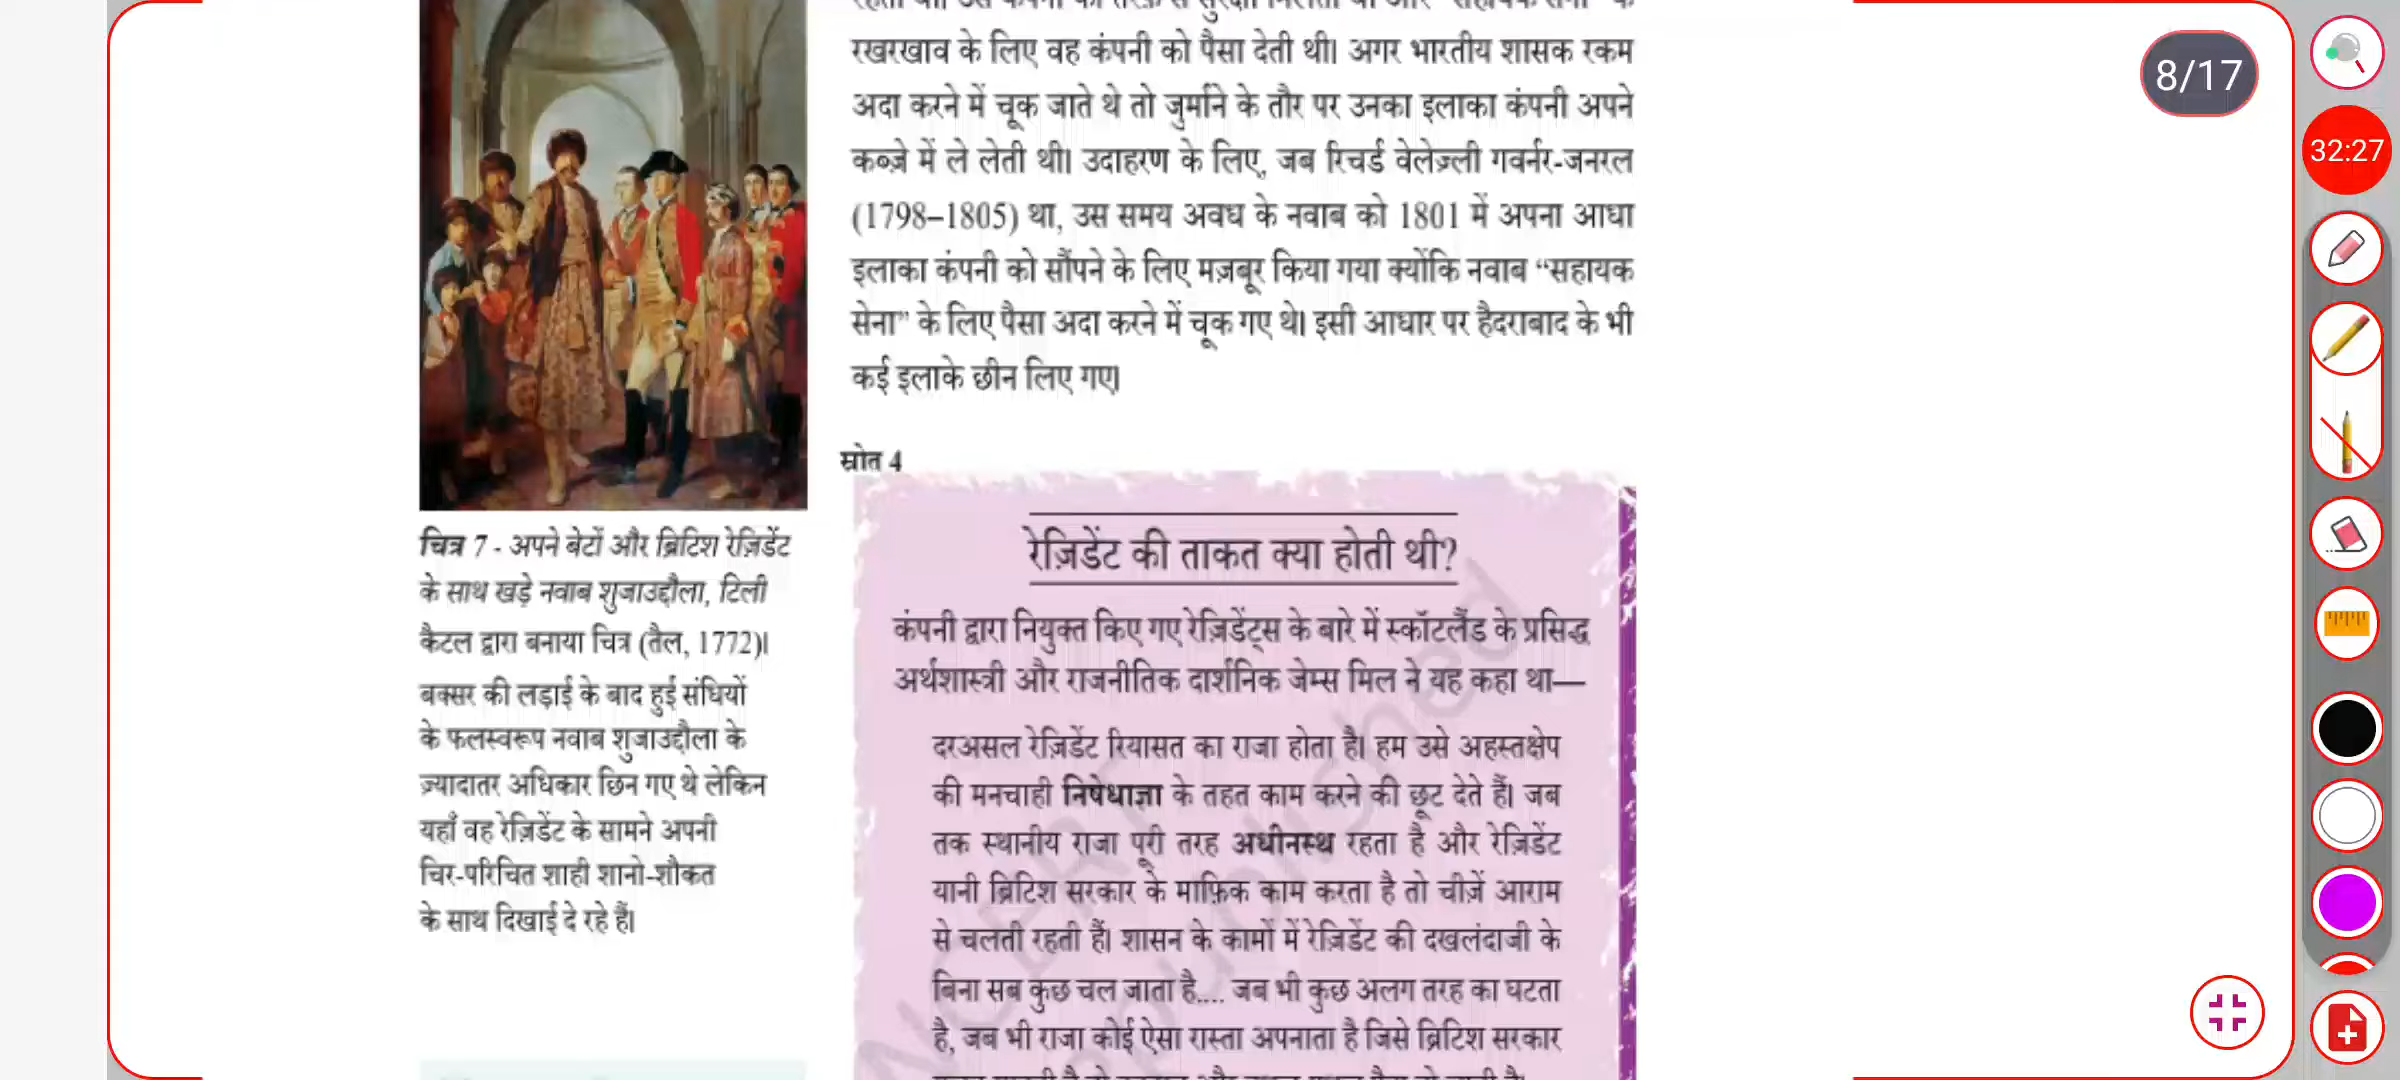 रखरखाव के लिए वह कंपनी को पैसा देती थी। अगर भारतीय शासक रकम
अदा करने में चूक जाते थे तो जुर्माने के तौर पर उनका इलाका कंपनी अपने
कब्ज़े में ले लेती थी। उदाहरण के लिए, जब रिचर्ड वेलेज़्ली गवर्नर-जनरल
(1798–1805) था, उस समय अवध के नवाब को 1801 में अपना आधा
इलाका कंपनी को सौंपने के लिए मज़बूर किया गया क्योंकि नवाब “सहायक
सेना” के लिए पैसा अदा करने में चूक गए थे। इसी आधार पर हैदराबाद के भी
कई इलाके छीन लिए गए।
चित्र 7 - अपने बेटों और ब्रिटिश रेज़िडेंट
के साथ खड़े नवाब शुजाउद्दौला, टिली
कैटल द्वारा बनाया चित्र (तैल, 1772)।
बक्सर की लड़ाई के बाद हुई संधियों
के फलस्वरूप नवाब शुजाउद्दौला के
ज़्यादातर अधिकार छिन गए थे लेकिन
यहाँ वह रेज़िडेंट के सामने अपनी
चिर-परिचित शाही शानो-शौकत
के साथ दिखाई दे रहे हैं।
स्रोत 4
रेज़िडेंट की ताकत क्या होती थी?
कंपनी द्वारा नियुक्त किए गए रेज़िडेंट्स के बारे में स्कॉटलैंड के प्रसिद्ध
अर्थशास्त्री और राजनीतिक दार्शनिक जेम्स मिल ने यह कहा था—
दरअसल रेज़िडेंट रियासत का राजा होता है। हम उसे अहस्तक्षेप
की मनचाही निषेधाज्ञा के तहत काम करने की छूट देते हैं। जब
तक स्थानीय राजा पूरी तरह अधीनस्थ रहता है और रेज़िडेंट
यानी ब्रिटिश सरकार के माफ़िक काम करता है तो चीज़ें आराम
से चलती रहती हैं। शासन के कामों में रेज़िडेंट की दखलंदाजी के
बिना सब कुछ चल जाता है.... जब भी कुछ अलग तरह का घटता
है, जब भी राजा कोई ऐसा रास्ता अपनाता है जिसे ब्रिटिश सरकार
8/17
32:27